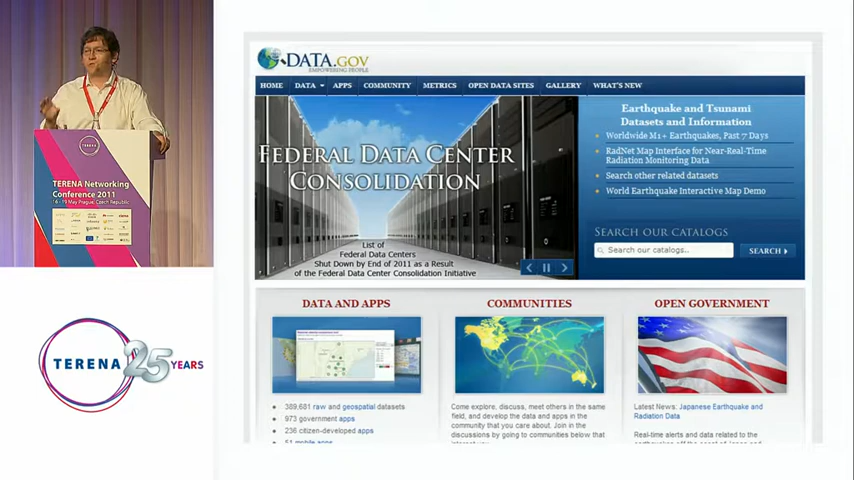 TERENA Networking
Conference 2011
16 - 19 May Prague, Czech Republic
TERENA 25 YEARS
DATA.GOV
EMPOWERING PEOPLE
HOME DATA APPS COMMUNITY METRICS OPEN DATA SITES GALLERY WHAT'S NEW
FEDERAL DATA CENTER
CONSOLIDATION
List of
Federal Data Centers
Shut Down by End of 2011 as a Result
of the Federal Data Center Consolidation Initiative
Earthquake and Tsunami
Datasets and Information
Worldwide M1+ Earthquakes, Past 7 Days
RadNet Map Interface for Near-Real-Time
Radiation Monitoring Data
Search other related datasets
World Earthquake Interactive Map Demo
SEARCH OUR CATALOGS
Search our catalogs..
SEARCH
DATA AND APPS
389,681 raw and geospatial datasets
973 government apps
236 citizen-developed apps
51 mobile apps
COMMUNITIES
Come explore, discuss, meet others in the same
field, and develop the data and apps in the
community that you care about. Join in the
discussions by going to communities below that
OPEN GOVERNMENT
Latest News: Japanese Earthquake and
Radiation Data
Real-time alerts and data related to the